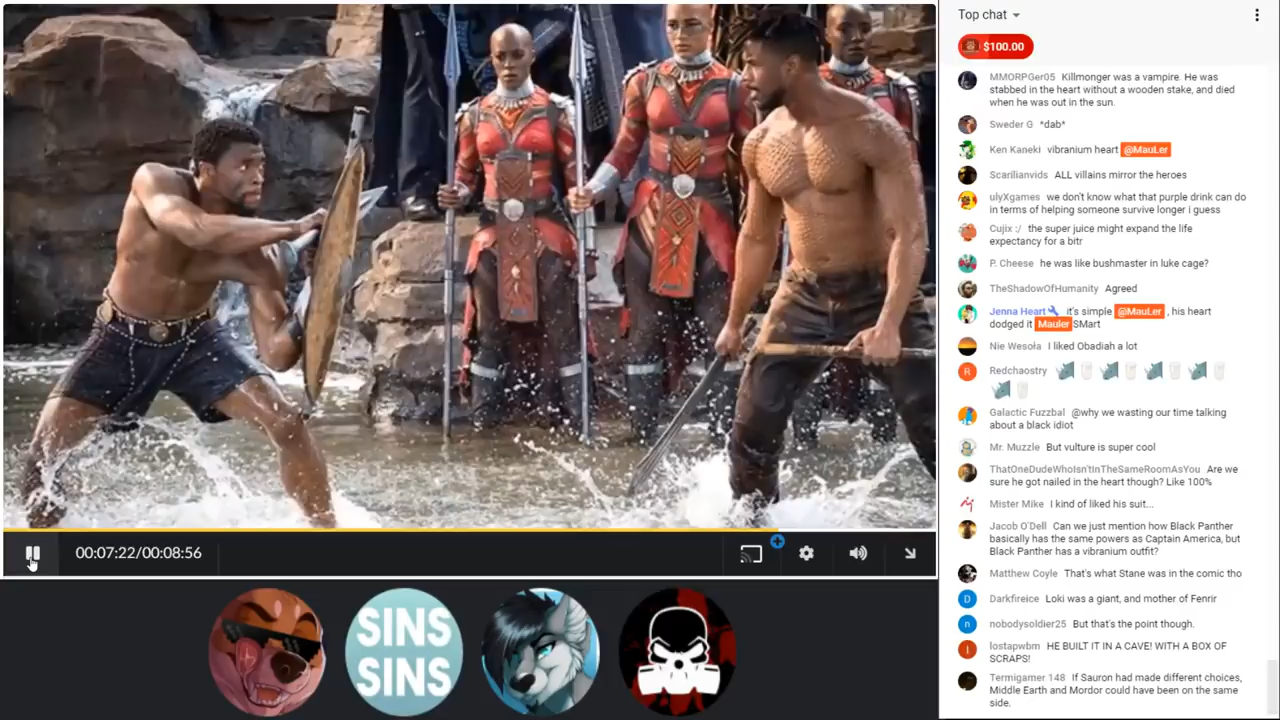 Top chat
$100.00
MMORPGer05 Killmonger was a vampire. He was
stabbed in the heart without a wooden stake, and died
when he was out in the sun.
Sweder G *dab*
Ken Kaneki vibranium heart @MauLer
Scarilianvids ALL villains mirror the heroes
ulyXgames we don't know what that purple drink can do
in terms of helping someone survive longer i guess
Cujix :/ the super juice might expand the life
expectancy for a bitr
P. Cheese he was like bushmaster in luke cage?
TheShadowOfHumanity Agreed
Jenna Heart it's simple @MauLer , his heart
dodged it Mauler SMart
Nie Wesoła I liked Obadiah a lot
R Redchaostry
Galactic Fuzzbal @why we wasting our time talking
about a black idiot
Mr. Muzzle But vulture is super cool
ThatOneDudeWhoIsn'tInTheSameRoomAsYou Are we
sure he got nailed in the heart though? Like 100%
Mister Mike I kind of liked his suit...
Jacob O'Dell Can we just mention how Black Panther
basically has the same powers as Captain America, but
Black Panther has a vibranium outfit?
Matthew Coyle That's what Stane was in the comic tho
D Darkfireice Loki was a giant, and mother of Fenrir
n nobodysoldier25 But that's the point though.
l lostapwbm HE BUILT IT IN A CAVE! WITH A BOX OF
SCRAPS!
Termigamer 148 If Sauron had made different choices,
Middle Earth and Mordor could have been on the same
side.
00:07:22/00:08:56
SINS
SINS